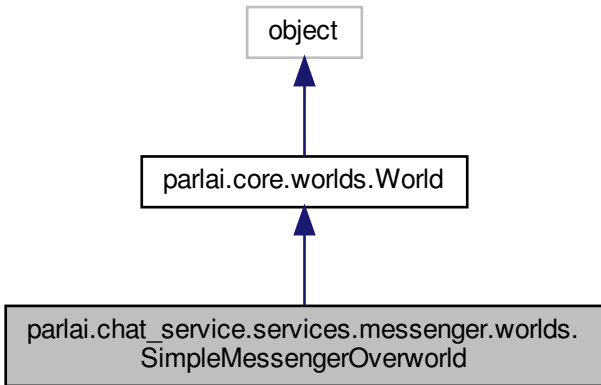 object
parlai.core.worlds.World
parlai.chat_service.services.messenger.worlds.
SimpleMessengerOverworld